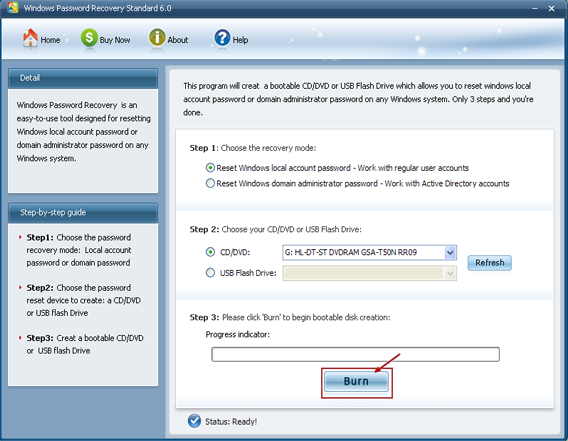 Windows Password Recovery Standard 6.0
Home
Buy Now
About
Help
Detail
Windows Password Recovery is an
easy-to-use tool designed for resetting
Windows local account password or
domain administrator password on any
Windows system.
Step-by-step guide
Step1: Choose the password
recovery mode: Local account
password or domain password
Step2: Choose the password
reset device to create: a CD/DVD
or USB flash Drive
Step3: Creat a bootable CD/DVD
or USB flash Drive
This program will creat a bootable CD/DVD or USB Flash Drive which allows you to reset windows local
account password or domain administrator password on any Windows system. Only 3 steps and you're
done.
Step 1: Choose the recovery mode:
Reset Windows local account password - Work with regular user accounts
Reset Windows domain administrator password - Work with Active Directory accounts
Step 2: Choose your CD/DVD or USB Flash Drive:
CD/DVD:
G: HL-DT-ST DVDRAM GSA-T50N RR09
USB Flash Drive:
Refresh
Step 3: Please click 'Burn' to begin bootable disk creation:
Progress indicator:
Burn
Status: Ready!